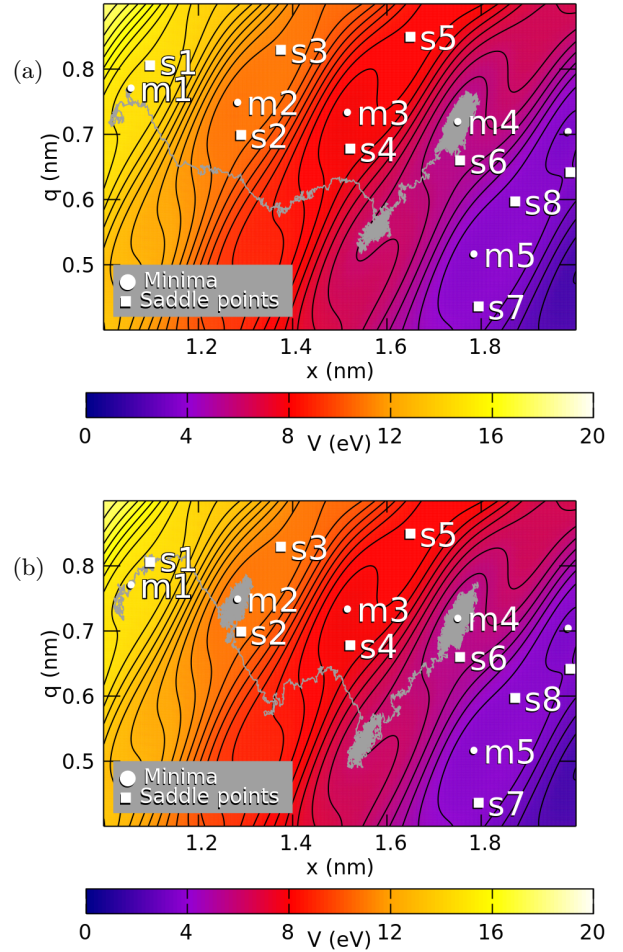 (a)
s1
s3
s5
m1
m2
m3
m4
s2
s4
s6
s8
m5
s7
0.8
0.7
0.6
0.5
q (nm)
Minima
Saddle points
1.2 1.4 1.6 1.8
x (nm)
0 4 8 12 16 20
V (eV)
(b)
s1
s3
s5
m1
m2
m3
m4
s2
s4
s6
s8
m5
s7
0.8
0.7
0.6
0.5
q (nm)
Minima
Saddle points
1.2 1.4 1.6 1.8
x (nm)
0 4 8 12 16 20
V (eV)